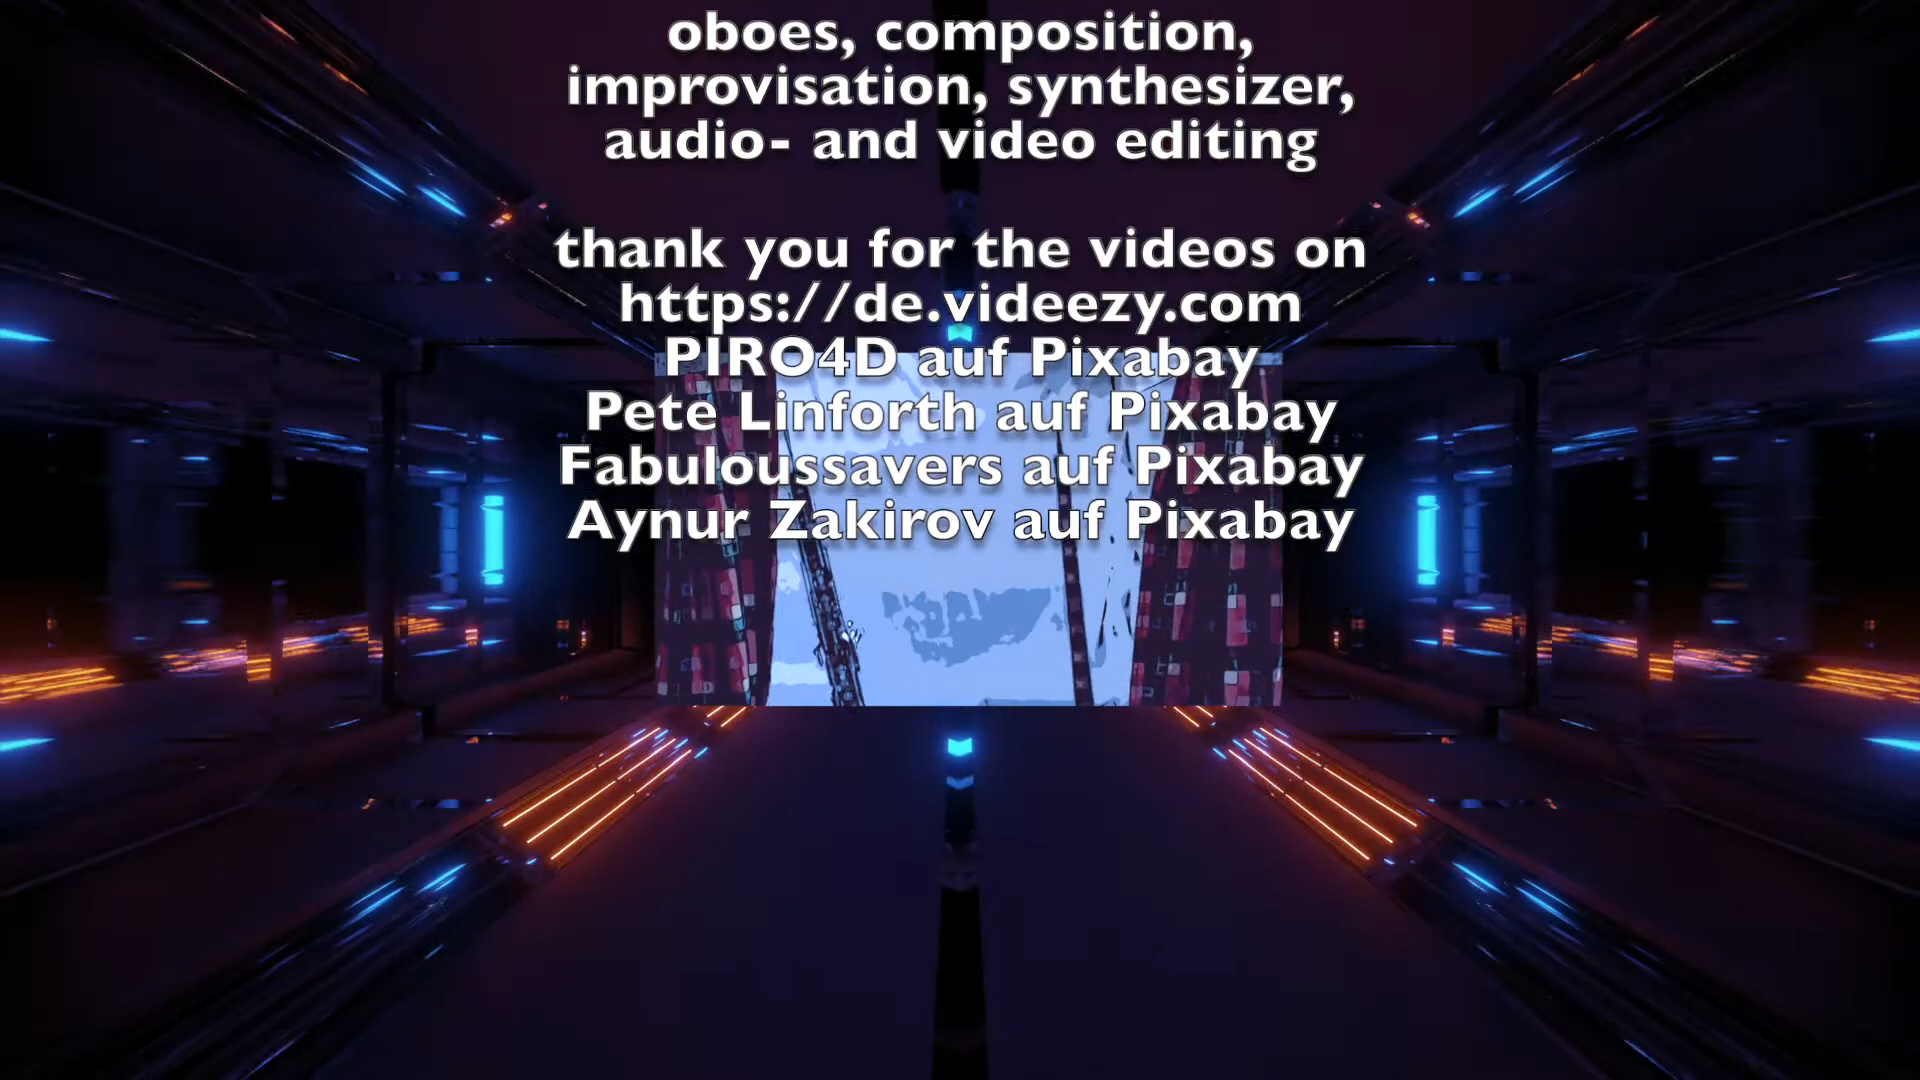 oboes, composition,
improvisation, synthesizer,
audio- and video editing
thank you for the videos on
https://de.videezy.com
PIRO4D auf Pixabay
Pete Linforth auf Pixabay
Fabuloussavers auf Pixabay
Aynur Zakirov auf Pixabay